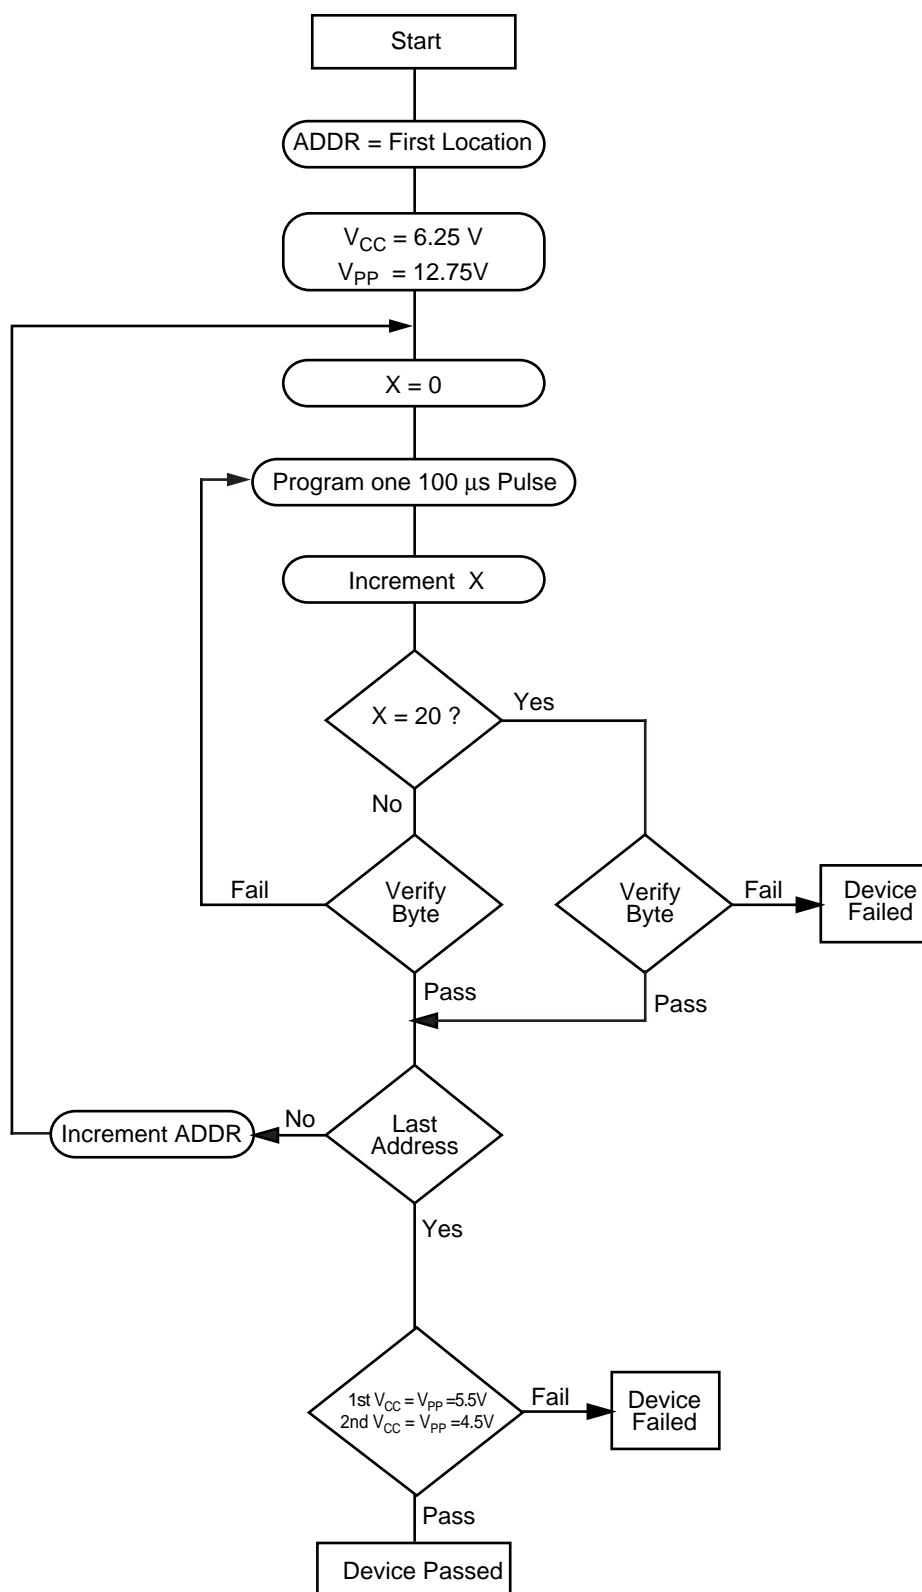 Start
ADDR = First Location
VCC = 6.25 V
VPP = 12.75V
X = 0
Program one 100 μs Pulse
Increment X
X = 20 ?
Yes
No
Verify
Byte
Fail
Verify
Byte
Fail
Device
Failed
Pass
Pass
Last
Address
No
Increment ADDR
Yes
1st VCC = VPP =5.5V
2nd VCC = VPP =4.5V
Fail
Device
Failed
Pass
Device Passed